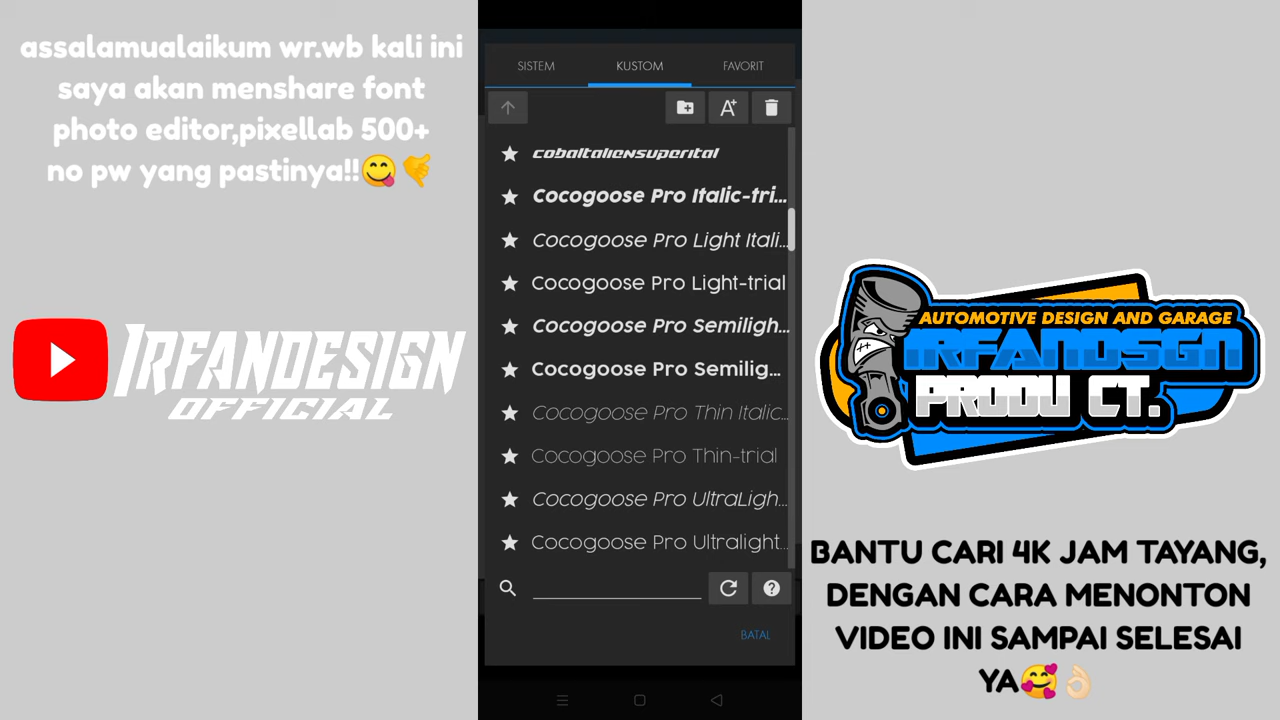 assalamualaikum wr.wb kali ini
saya akan menshare font
photo editor,pixellab 500+
no pw yang pastinya!!😋🤙
IRFANDESIGN
OFFICIAL
SISTEM KUSTOM FAVORIT
cobaltaliensuperital
Cocogoose Pro Italic-tri...
Cocogoose Pro Light Itali...
Cocogoose Pro Light-trial
Cocogoose Pro Semiligh...
Cocogoose Pro Semilig...
Cocogoose Pro Thin Italic...
Cocogoose Pro Thin-trial
Cocogoose Pro UltraLigh...
Cocogoose Pro Ultralight...
BATAL
AUTOMOTIVE DESIGN AND GARAGE
IRFANDSGN
PRODU CT.
BANTU CARI 4K JAM TAYANG,
DENGAN CARA MENONTON
VIDEO INI SAMPAI SELESAI
YA🥰👌🏻